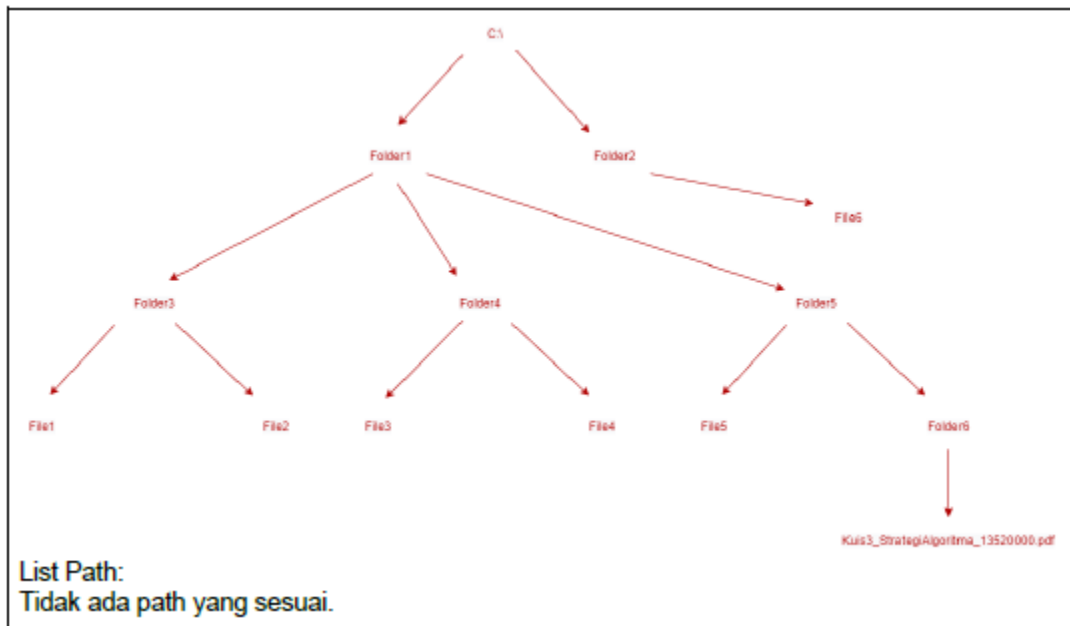 C:\
Folder1
Folder2
File6
Folder3
Folder4
Folder5
File1
File2
File3
File4
File5
Folder6
Kuis3_StrategiAlgoritma_13520000.pdf
List Path:
Tidak ada path yang sesuai.